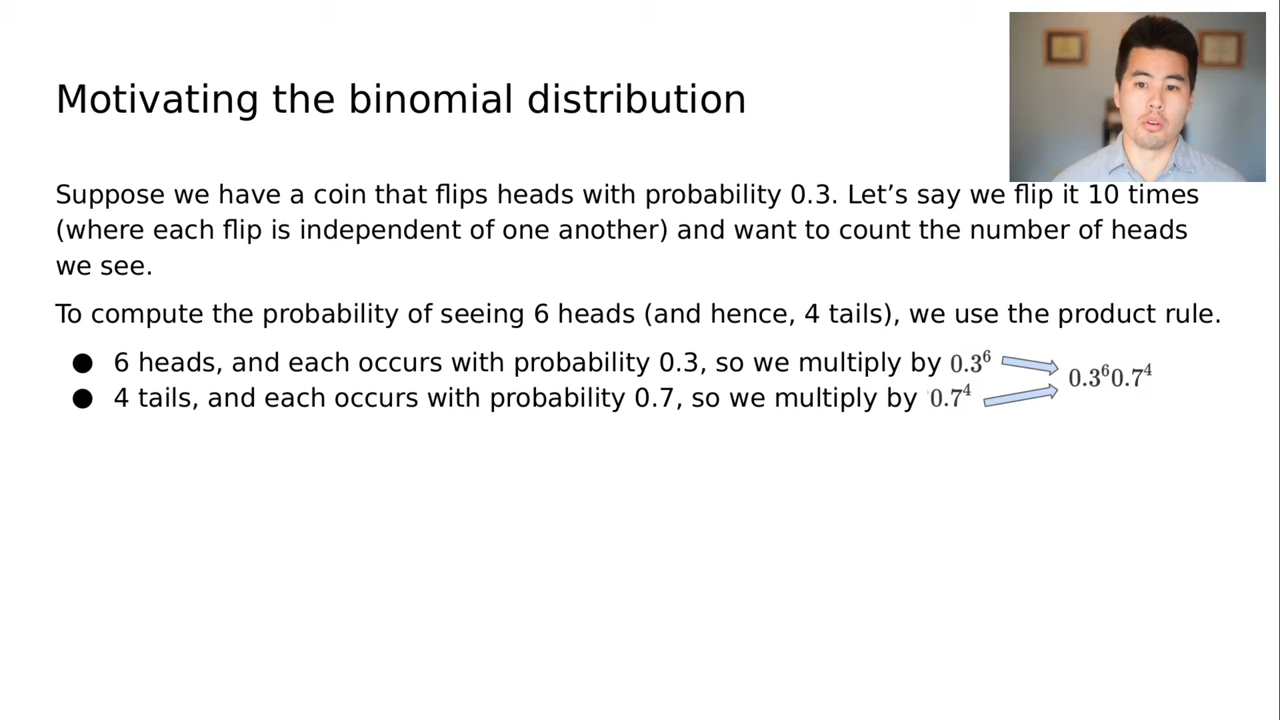 Motivating the binomial distribution
Suppose we have a coin that flips heads with probability 0.3. Let’s say we flip it 10 times
(where each flip is independent of one another) and want to count the number of heads
we see.
To compute the probability of seeing 6 heads (and hence, 4 tails), we use the product rule.
● 6 heads, and each occurs with probability 0.3, so we multiply by 0.3⁶
● 4 tails, and each occurs with probability 0.7, so we multiply by 0.7⁴
0.3⁶0.7⁴